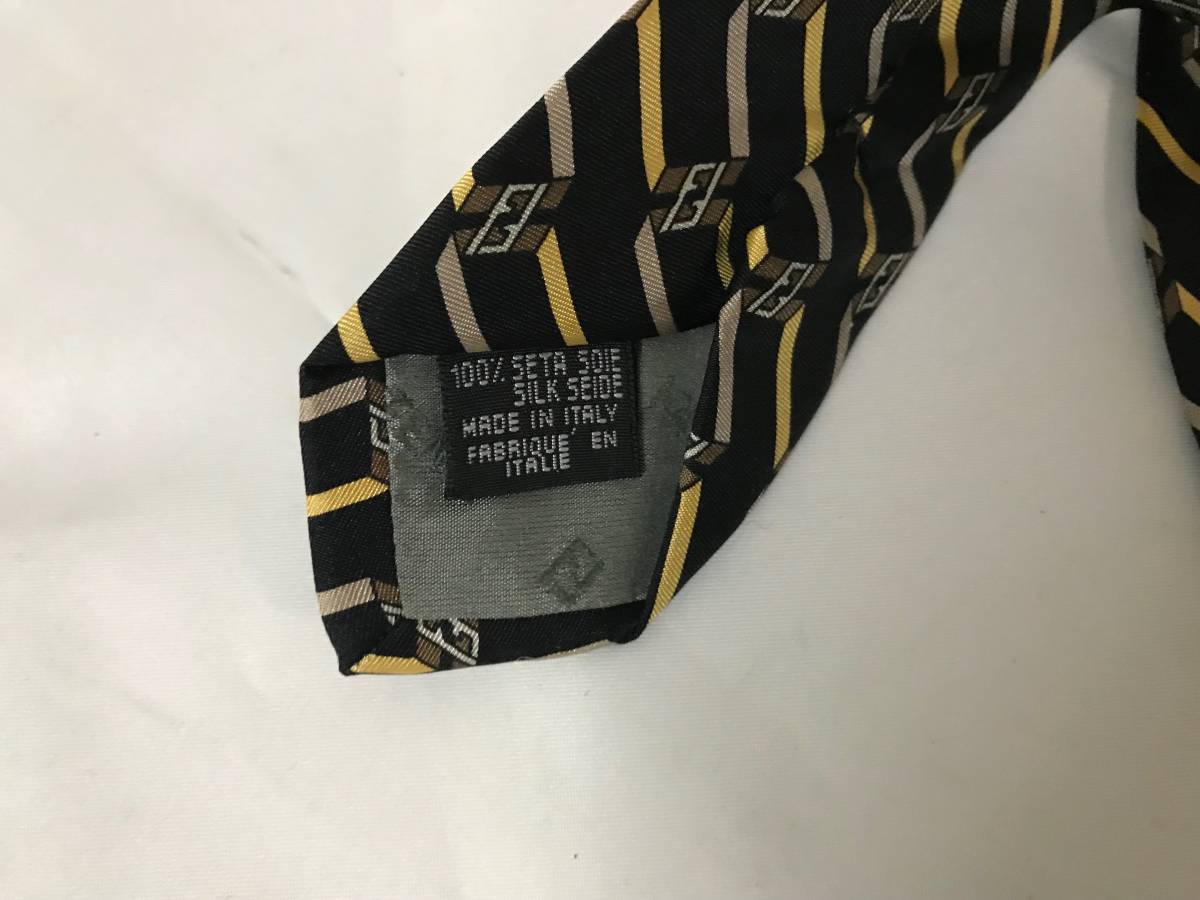 100% SETA SOIE
SILK SEIDE
MADE IN ITALY
FABRIQUE' EN
ITALIE